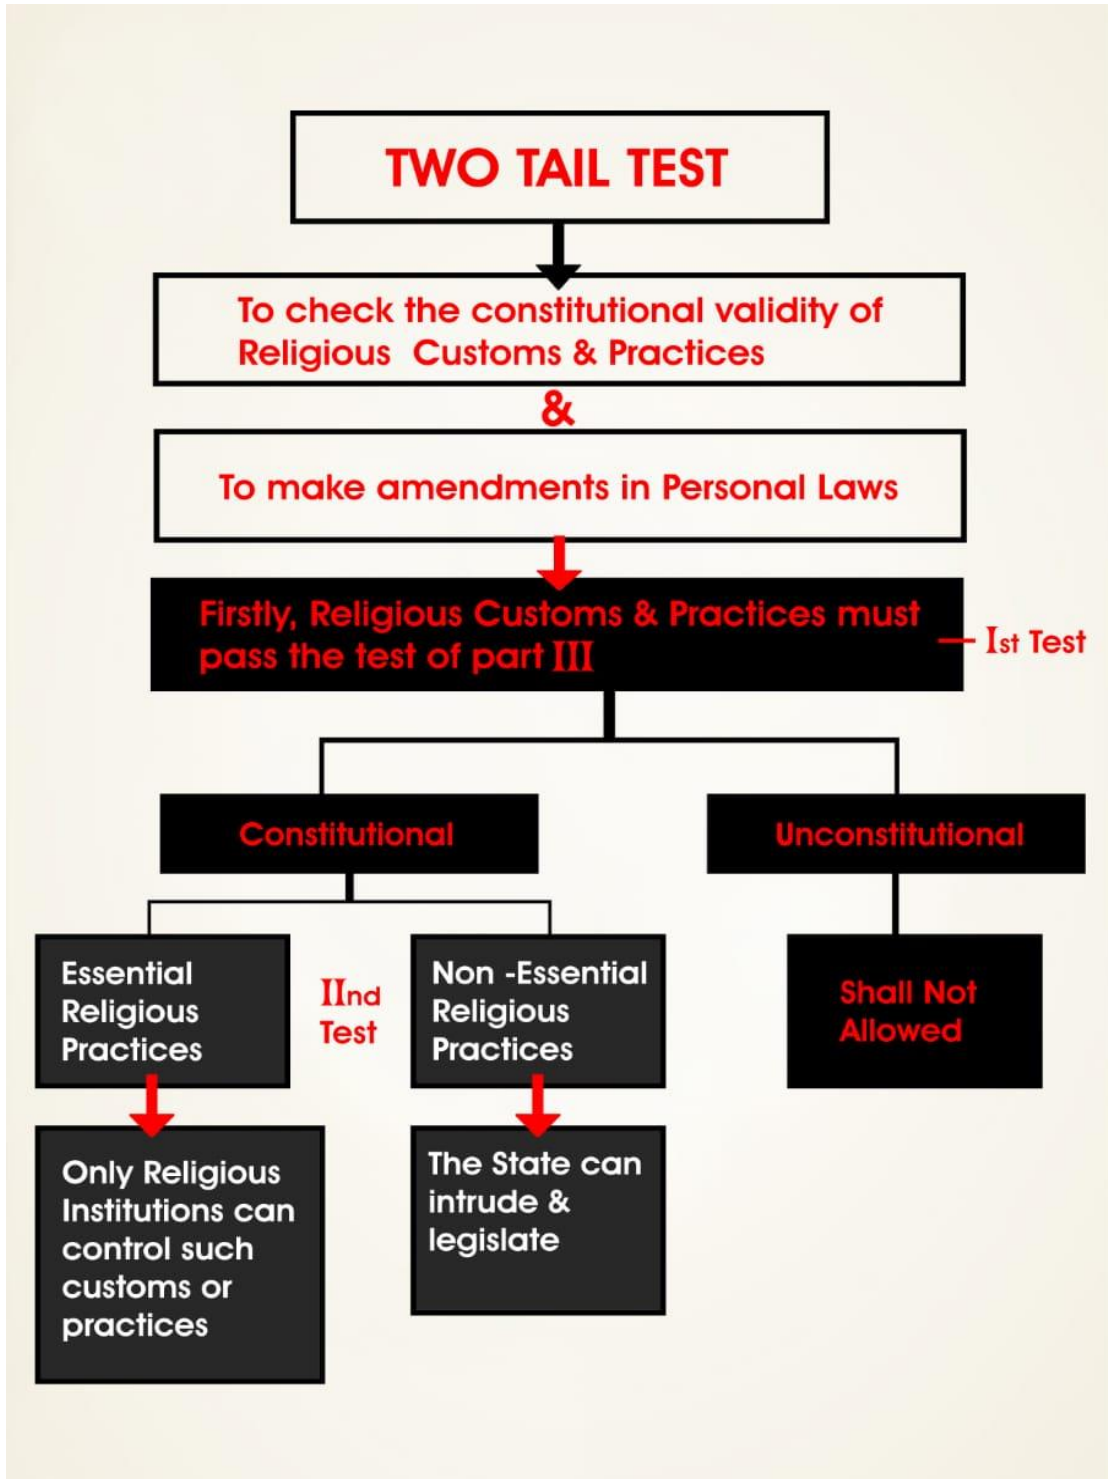 TWO TAIL TEST
To check the constitutional validity of
Religious Customs & Practices
&
To make amendments in Personal Laws
Firstly, Religious Customs & Practices must
pass the test of part III
Ist Test
Constitutional
Unconstitutional
Essential
Religious
Practices
IInd
Test
Non -Essential
Religious
Practices
Shall Not
Allowed
Only Religious
Institutions can
control such
customs or
practices
The State can
intrude &
legislate